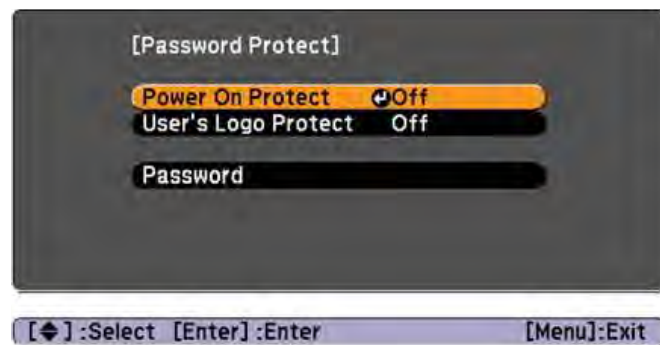 [Password Protect]
Power On Protect Off
User's Logo Protect Off
Password
[◆] :Select [Enter] :Enter [Menu]:Exit